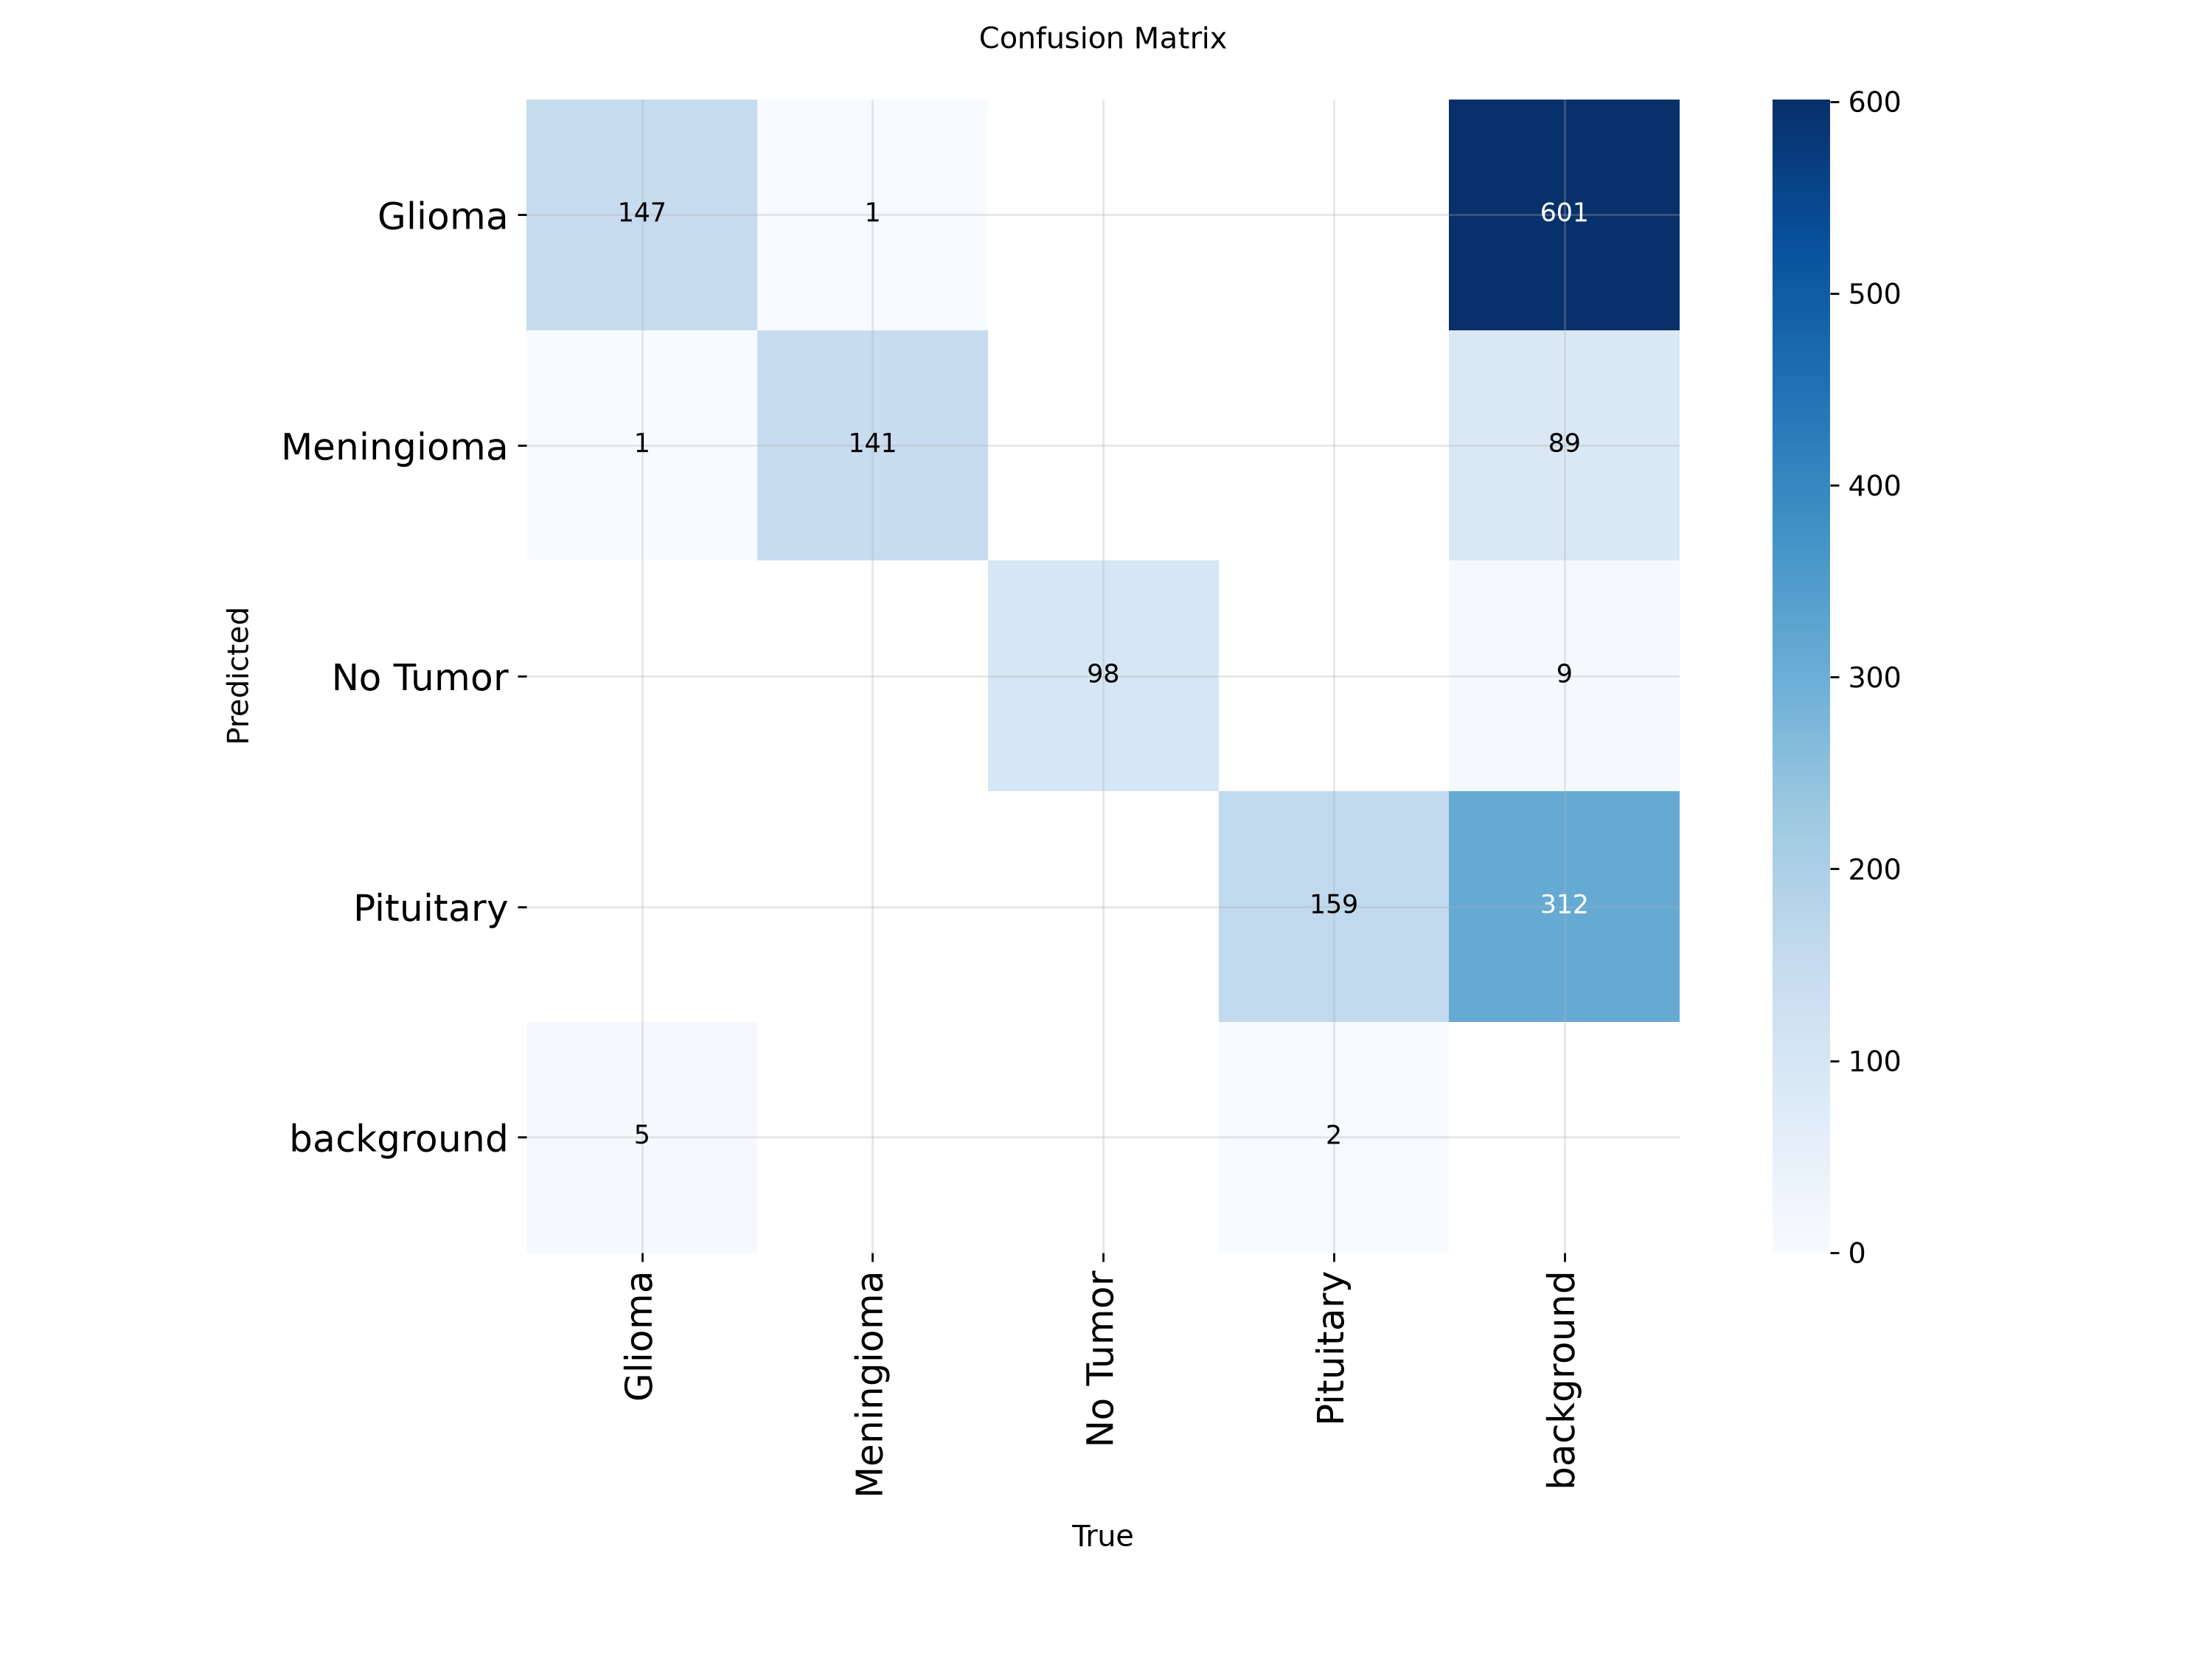 Confusion Matrix
Predicted
Glioma 147 1 601
Meningioma 1 141 89
No Tumor 98 9
Pituitary 159 312
background 5 2
Glioma Meningioma No Tumor Pituitary background
True
600
500
400
300
200
100
0